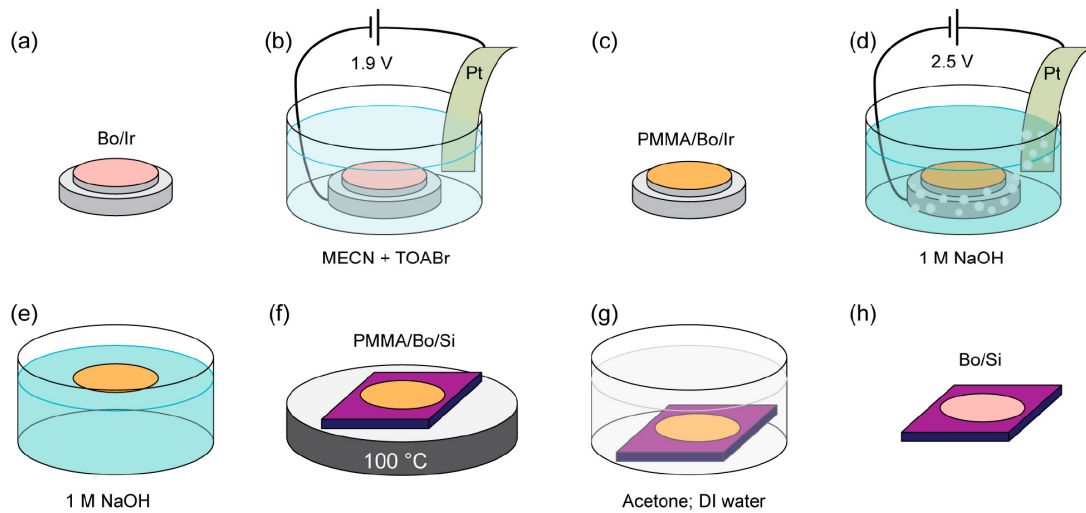 (a)
Bo/Ir
(b)
1.9 V
Pt
MECN + TOABr
(c)
PMMA/Bo/Ir
(d)
2.5 V
Pt
1 M NaOH
(e)
1 M NaOH
(f)
PMMA/Bo/Si
100 °C
(g)
Acetone; DI water
(h)
Bo/Si